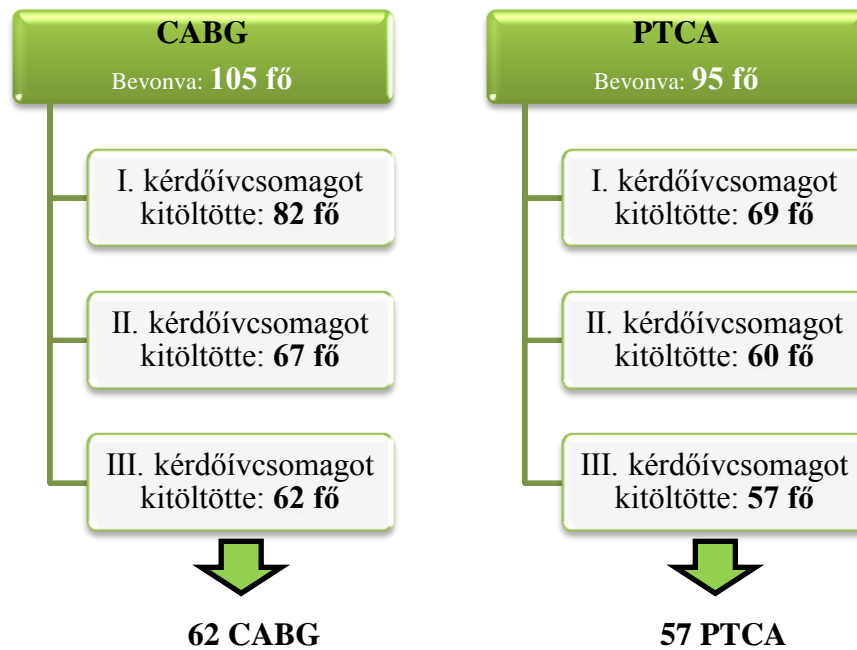 CABG
Bevonva: 105 fő
I. kérdőívcsomagot
kitöltötte: 82 fő
II. kérdőívcsomagot
kitöltötte: 67 fő
III. kérdőívcsomagot
kitöltötte: 62 fő
62 CABG
PTCA
Bevonva: 95 fő
I. kérdőívcsomagot
kitöltötte: 69 fő
II. kérdőívcsomagot
kitöltötte: 60 fő
III. kérdőívcsomagot
kitöltötte: 57 fő
57 PTCA